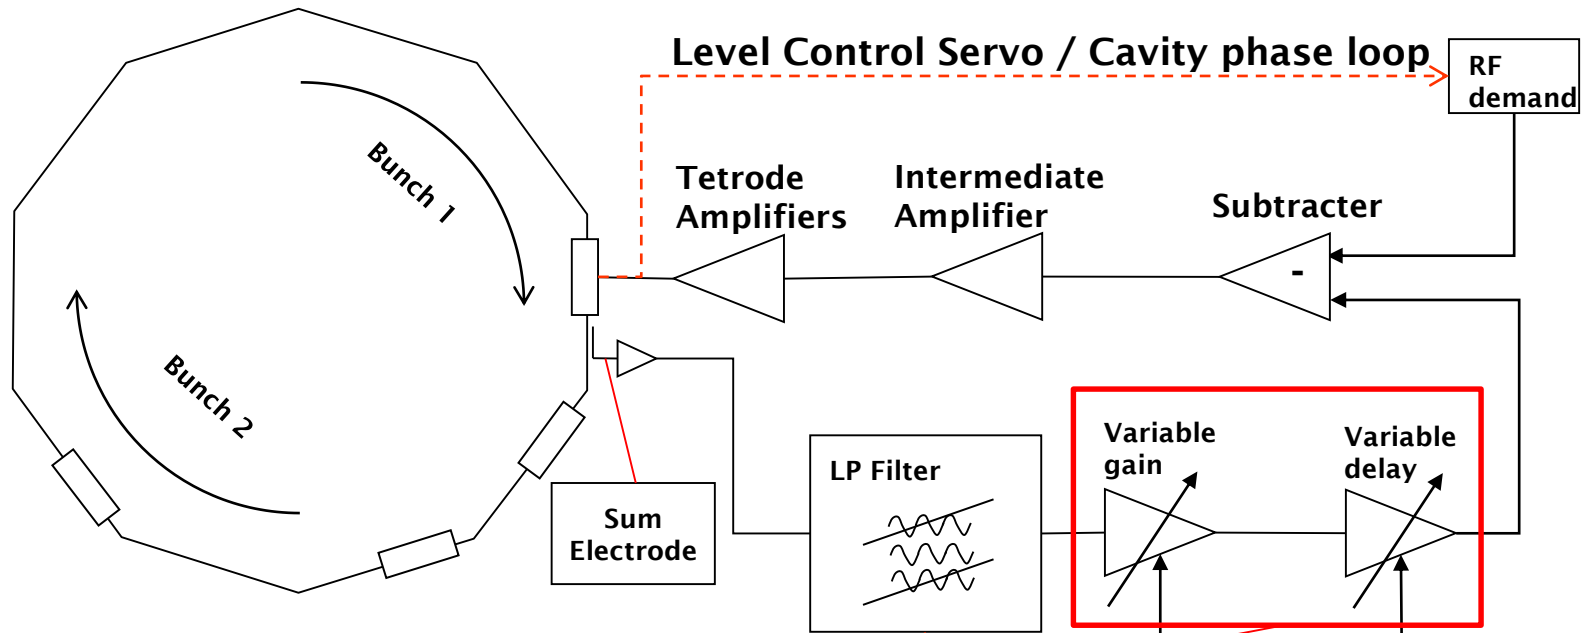 Level Control Servo / Cavity phase loop
RF
demand
Bunch 1
Tetrode
Amplifiers
Intermediate
Amplifier
Subtracter
-
Bunch 2
Variable
gain
Variable
delay
LP Filter
Sum
Electrode